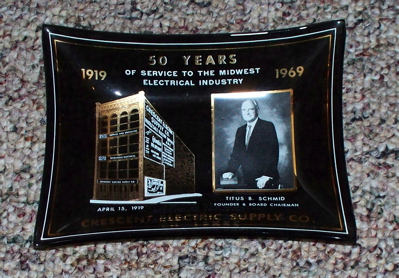 50 YEARS
1919
OF SERVICE TO THE MIDWEST
ELECTRICAL INDUSTRY
1969
APRIL 15, 1919
TITUS B. SCHMID
FOUNDER & BOARD CHAIRMAN
CRESCENT ELECTRIC SUPPLY CO.